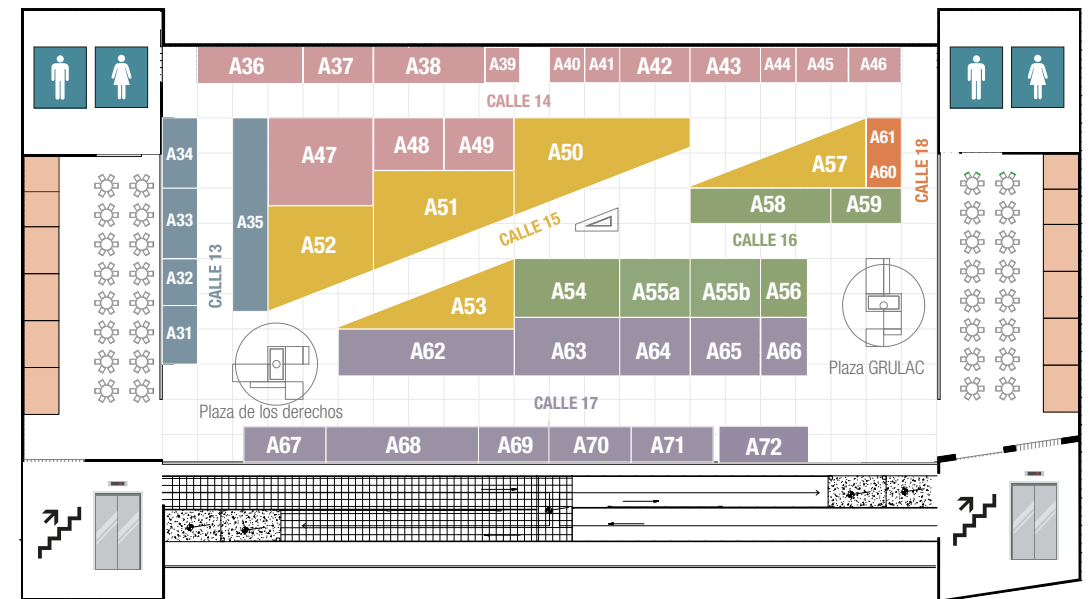 A36
A37
A38
A39
A40
A41
A42
A43
A44
A45
A46
CALLE 14
A34
A33
A32
A31
CALLE 13
A35
A47
A48
A49
A50
A51
A52
CALLE 15
A53
A57
A61
A60
CALLE 18
A58
A59
CALLE 16
A54
A55a
A55b
A56
A62
A63
A64
A65
A66
Plaza GRULAC
Plaza de los derechos
CALLE 17
A67
A68
A69
A70
A71
A72